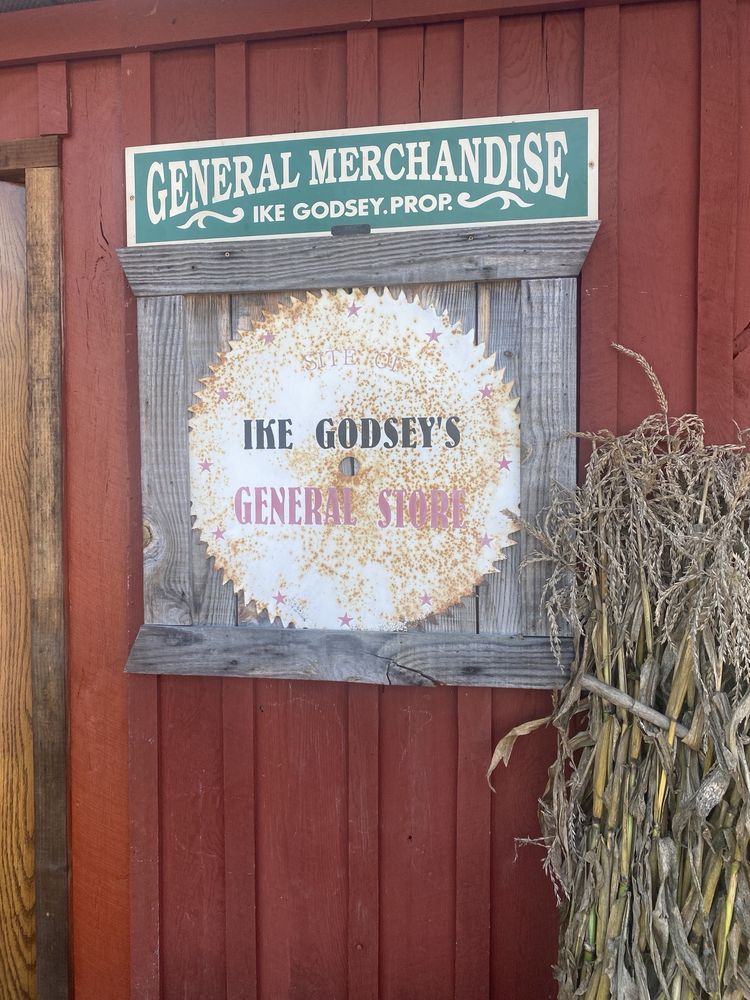 GENERAL MERCHANDISE
IKE GODSEY. PROP.
SITE OF
IKE GODSEY'S
GENERAL STORE